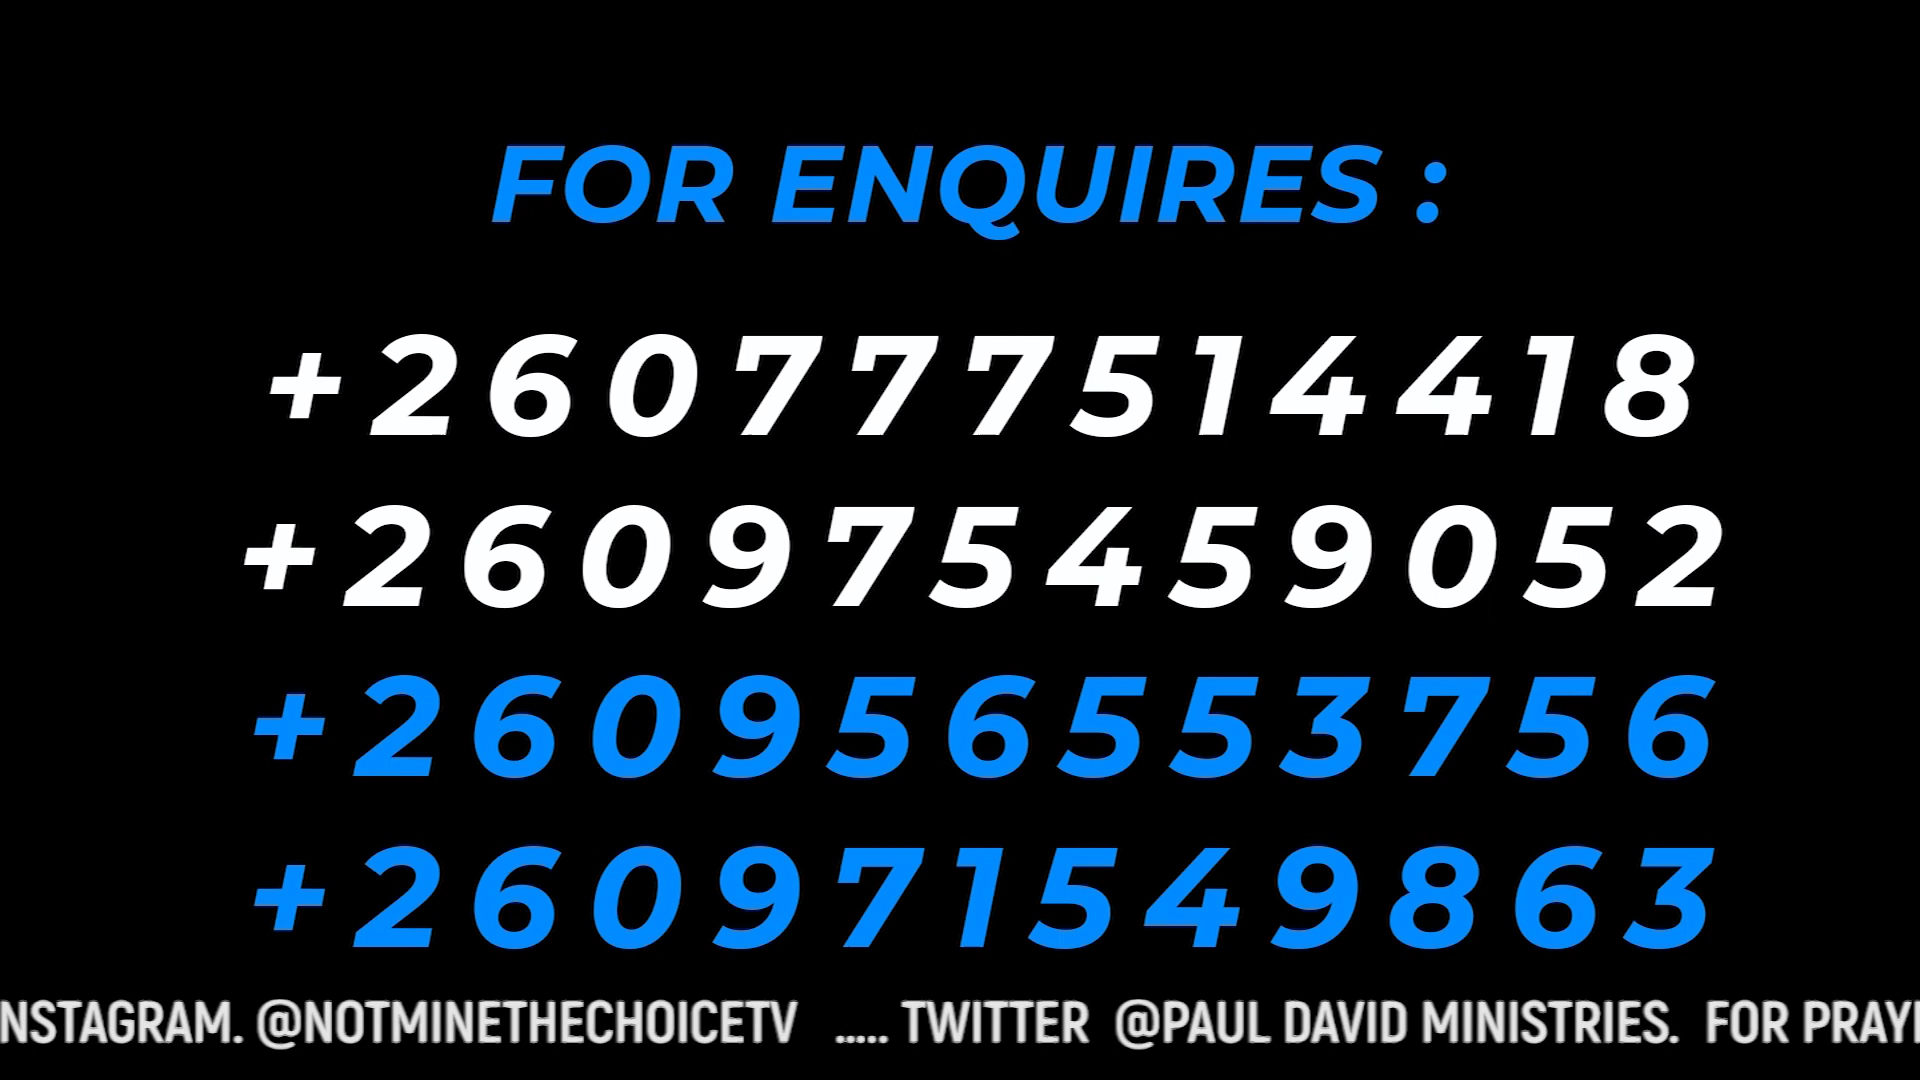 FOR ENQUIRES :
+260777514418
+260975459052
+260956553756
+260971549863
NSTAGRAM. @NOTMINETHECHOICETV ..... TWITTER @PAUL DAVID MINISTRIES. FOR PRAY